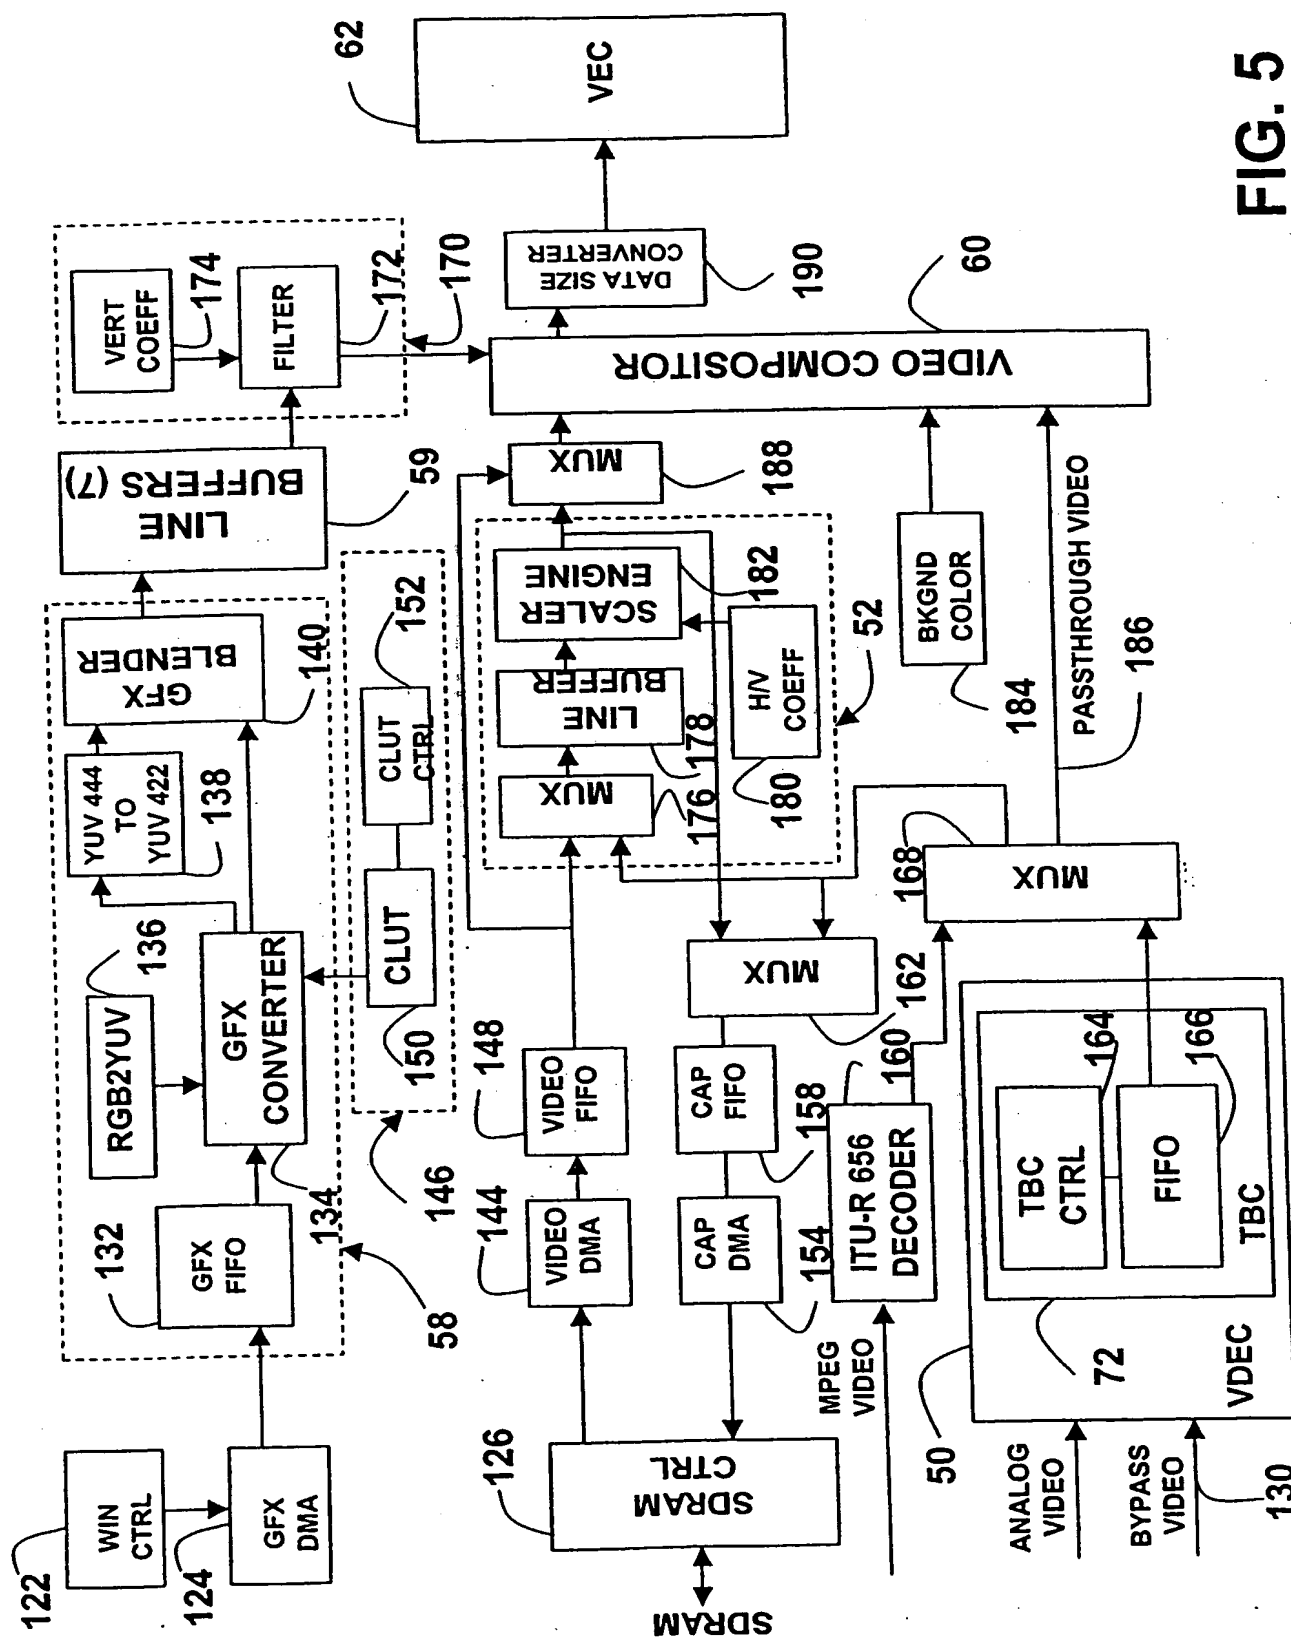 122
WIN
CTRL
124
GFX
DMA
132
GFX
FIFO
134
RGB2YUV
136
GFX
CONVERTER
YUV 444
TO
YUV 422
138
GFX
BLENDER
140
58
LINE
BUFFERS (7)
59
VERT
COEFF
174
FILTER
172
170
CLUT
150
CLUT
CTRL
152
146
SDRAM
SDRAM
CTRL
126
144
VIDEO
DMA
148
VIDEO
FIFO
MUX
176
LINE
BUFFER
178
SCALER
ENGINE
182
H/V
COEFF
180
52
MUX
188
CAP
DMA
154
CAP
FIFO
158
MUX
162
VIDEO COMPOSITOR
60
DATA SIZE
CONVERTER
190
VEC
62
MPEG
VIDEO
ITU-R 656
DECODER
160
BKGND
COLOR
184
PASSTHROUGH VIDEO
186
168
MUX
ANALOG
VIDEO
BYPASS
VIDEO
130
50
VDEC
72
TBC
CTRL
164
FIFO
166
TBC
FIG. 5